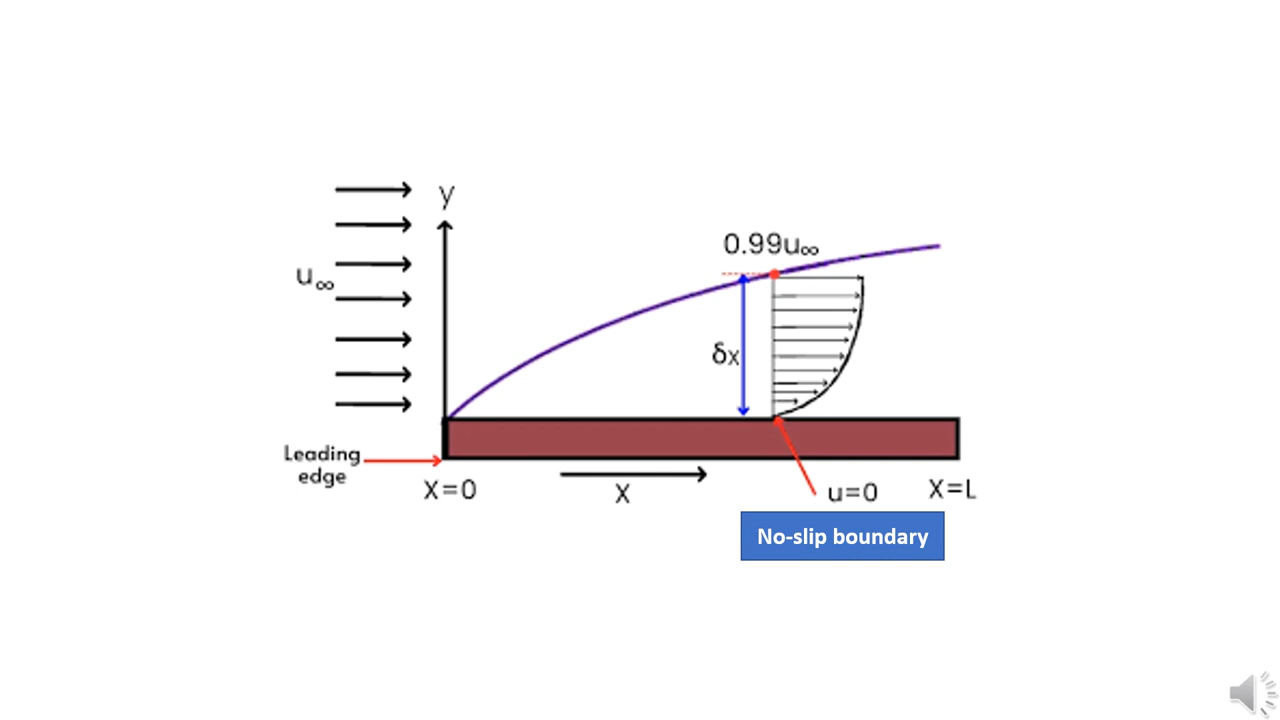 y
0.99u∞
u∞
δx
Leading
edge
X=0
X
u=0
X=L
No-slip boundary